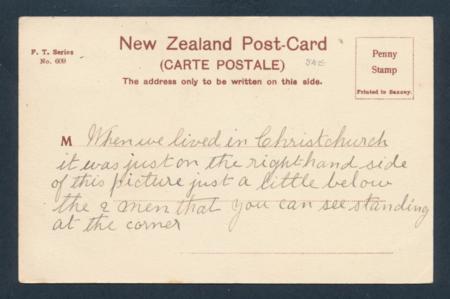 F. T. Series
No. 609
New Zealand Post-Card
(CARTE POSTALE)
The address only to be written on this side.
Penny
Stamp
Printed in Saxony.
M When we lived in Christchurch
it was just on the right hand side
of this picture just a little below
the 2 men that you can see standing
at the corner